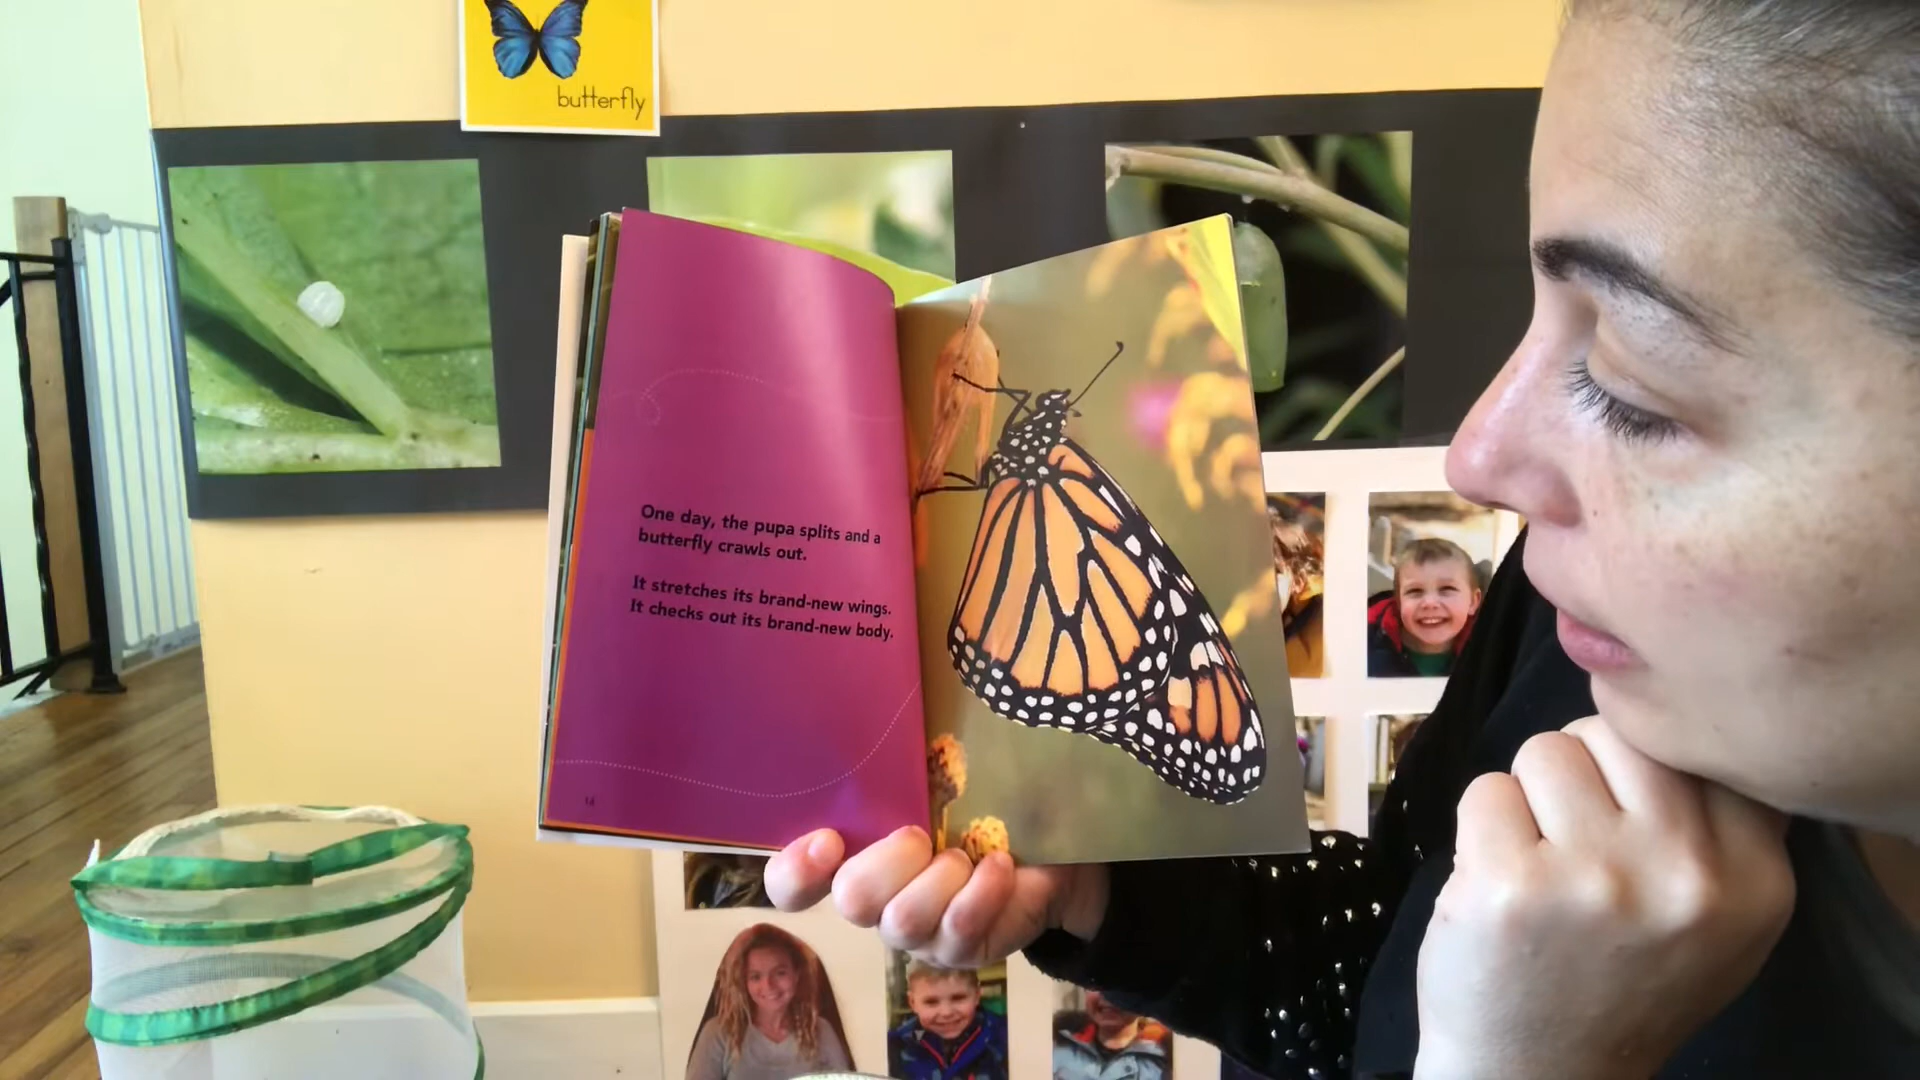 butterfly
One day, the pupa splits and a
butterfly crawls out.
It stretches its brand-new wings.
It checks out its brand-new body.